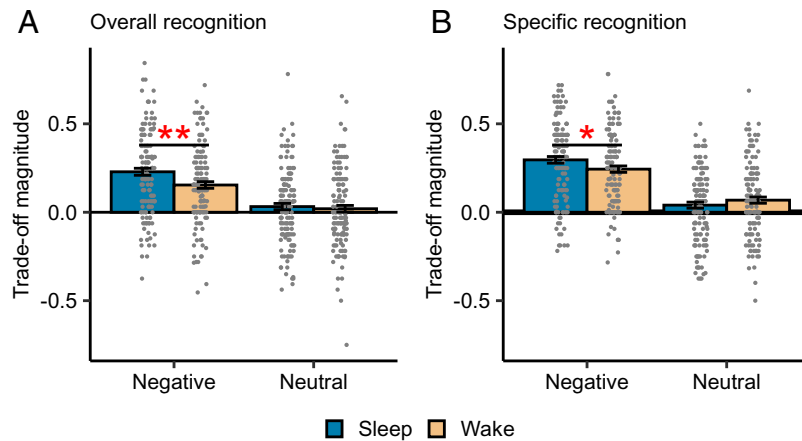 A Overall recognition
Trade-off magnitude
0.5
0.0
-0.5
**
Negative Neutral
B Specific recognition
Trade-off magnitude
0.5
0.0
-0.5
*
Negative Neutral
Sleep Wake